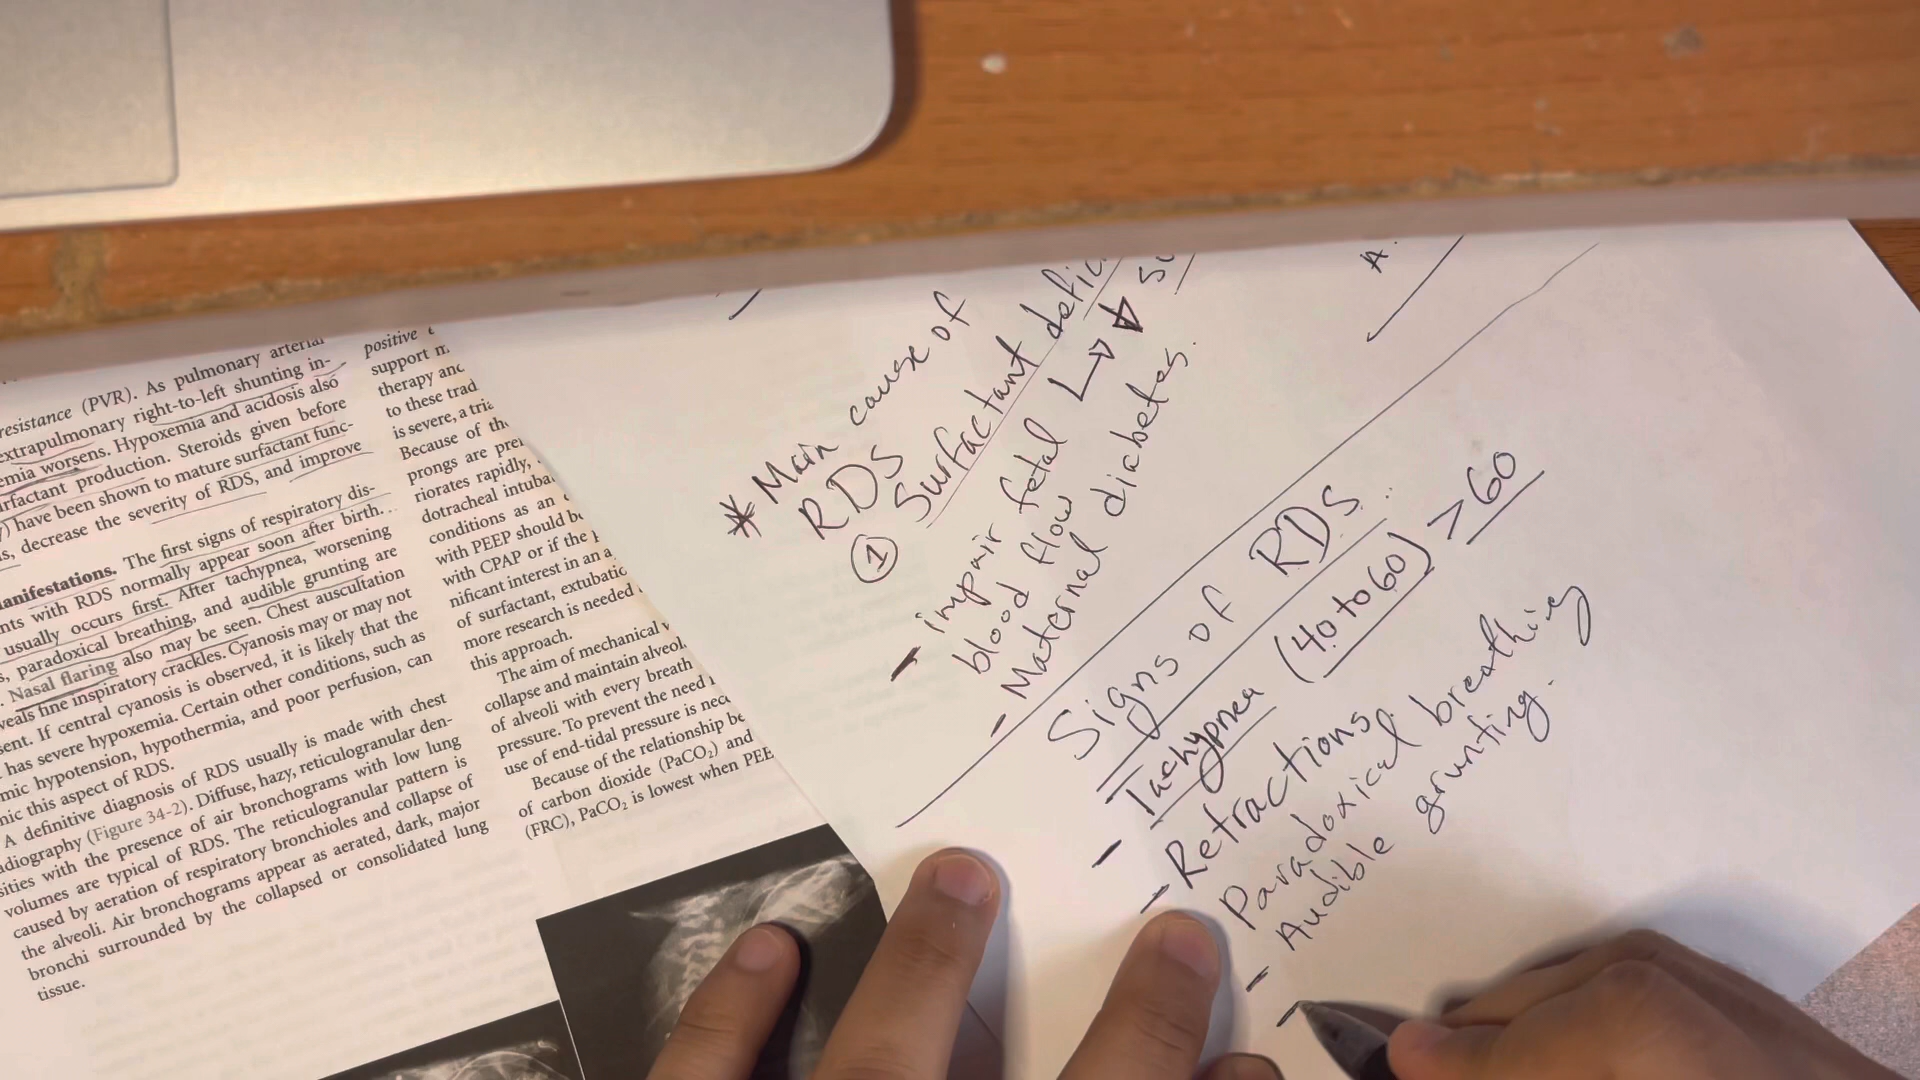 resistance (PVR). As pulmonary arterial
extrapulmonary right-to-left shunting in-
emia worsens. Hypoxemia and acidosis also
rfactant production. Steroids given before
) have been shown to mature surfactant func-
s, decrease the severity of RDS, and improve
anifestations. The first signs of respiratory dis-
nts with RDS normally appear soon after birth.
usually occurs first. After tachypnea, worsening
s, paradoxical breathing, and audible grunting are
. Nasal flaring also may be seen. Chest auscultation
veals fine inspiratory crackles. Cyanosis may or may not
sent. If central cyanosis is observed, it is likely that the
has severe hypoxemia. Certain other conditions, such as
mic hypotension, hypothermia, and poor perfusion, can
nic this aspect of RDS.
A definitive diagnosis of RDS usually is made with chest
adiography (Figure 34-2). Diffuse, hazy, reticulogranular den-
sities with the presence of air bronchograms with low lung
volumes are typical of RDS. The reticulogranular pattern is
caused by aeration of respiratory bronchioles and collapse of
the alveoli. Air bronchograms appear as aerated, dark, major
bronchi surrounded by the collapsed or consolidated lung
tissue.
positive
support m
therapy and
to these trad
is severe, a tria
Because of th
prongs are pre
riorates rapidly,
dotracheal intuba
conditions as an
with PEEP should be
with CPAP or if the
nificant interest in an a
of surfactant, extubatio
more research is needed
this approach.
The aim of mechanical v
collapse and maintain alveol
of alveoli with every breath
pressure. To prevent the need
use of end-tidal pressure is nece
Because of the relationship be
of carbon dioxide (PaCO₂) and
(FRC), PaCO₂ is lowest when PEE
* Main cause of
RDS
① Surfactant defic
- impair fetal
blood flow
- Maternal diabetes.
Signs of RDS
- Tachypnea (40 to 60) >60
- Retractions
Paradoxical breathing
- Audible grunting.